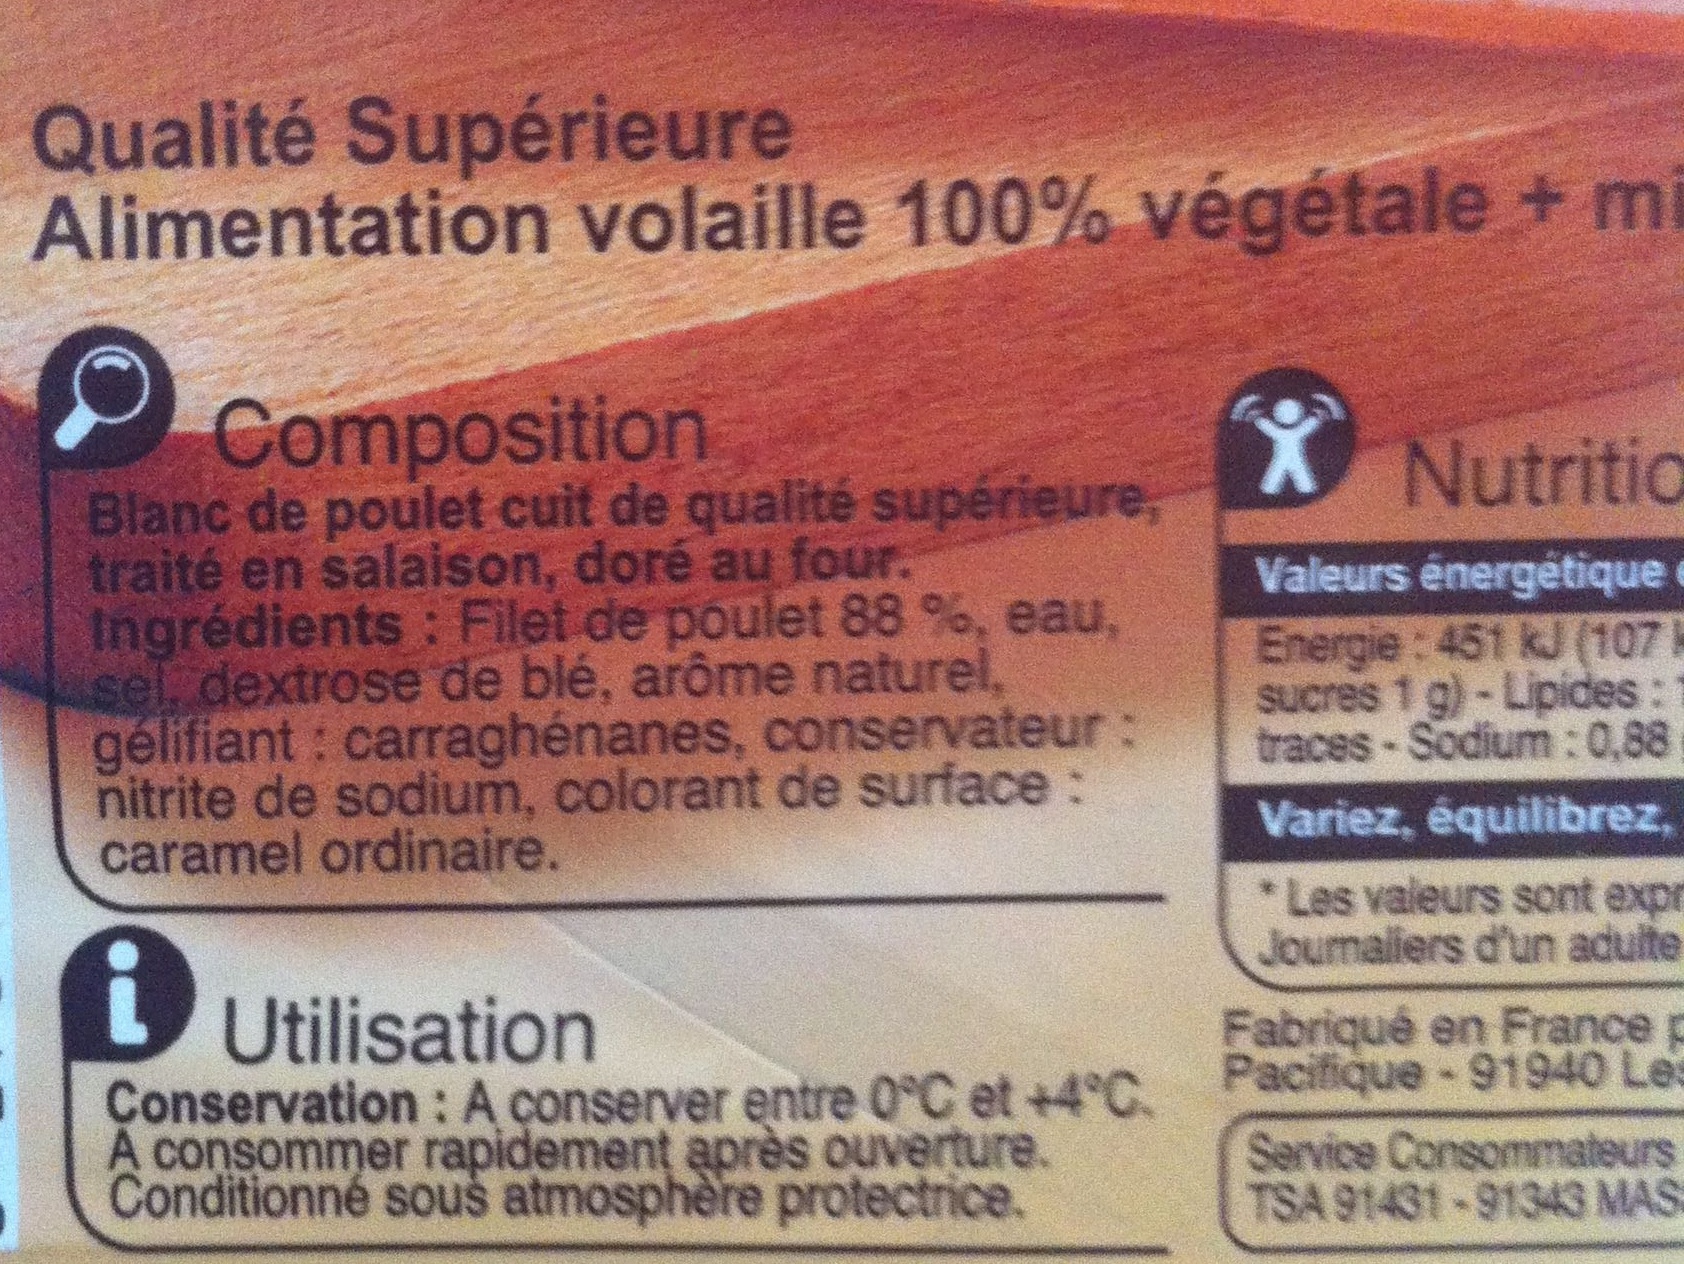 Qualité Supérieure
Alimentation volaille 100% végétale + mi
Composition
Blanc de poulet cuit de qualité supérieure,
traité en salaison, doré au four.
Ingrédients : Filet de poulet 88 %, eau,
sel, dextrose de blé, arôme naturel,
gélifiant : carraghénanes, conservateur :
nitrite de sodium, colorant de surface :
caramel ordinaire.
Utilisation
Conservation : A conserver entre 0°C et +4°C.
A consommer rapidement après ouverture.
Conditionné sous atmosphère protectrice.
Nutritio
Valeurs énergétique
Energie : 451 kJ (107 k
sucres 1 g) - Lipides : 1
traces - Sodium : 0,88
Variez, équilibrez,
* Les valeurs sont expr
Journaliers d'un adulte
Fabriqué en France p
Pacifique - 91940 Les
Service Consommateurs
TSA 91431 - 91343 MAS